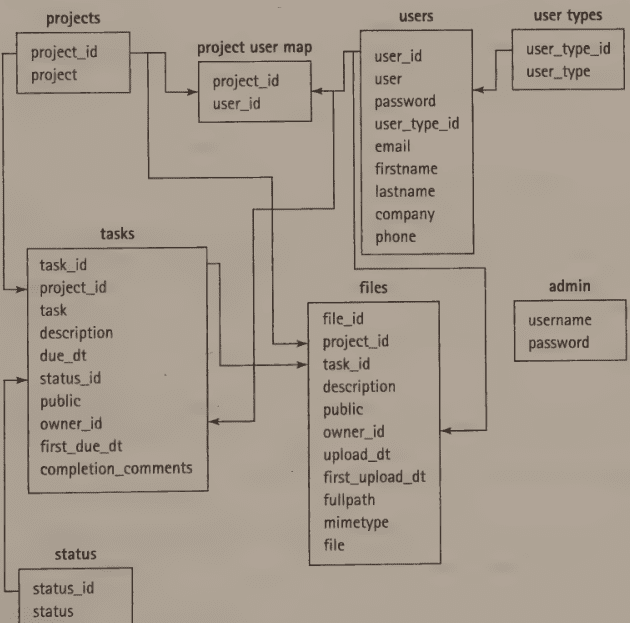 projects
project_id
project
project user map
project_id
user_id
users
user_id
user
password
user_type_id
email
firstname
lastname
company
phone
user types
user_type_id
user_type
tasks
task_id
project_id
task
description
due_dt
status_id
public
owner_id
first_due_dt
completion_comments
files
file_id
project_id
task_id
description
public
owner_id
upload_dt
first_upload_dt
fullpath
mimetype
file
admin
username
password
status
status_id
status